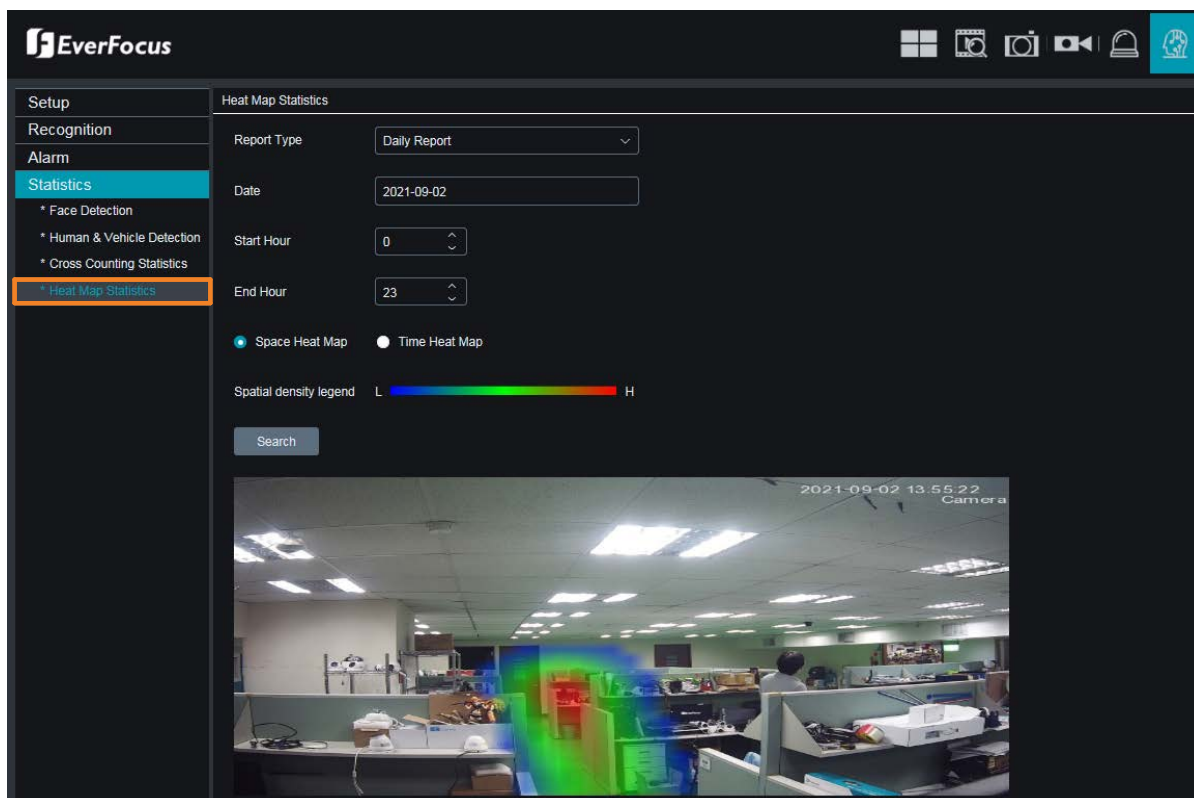 EverFocus
Setup
Recognition
Alarm
Statistics
* Face Detection
* Human & Vehicle Detection
* Cross Counting Statistics
* Heat Map Statistics
Heat Map Statistics
Report Type Daily Report
Date 2021-09-02
Start Hour 0
End Hour 23
Space Heat Map Time Heat Map
Spatial density legend L H
Search
2021-09-02 13:55:22
Camera